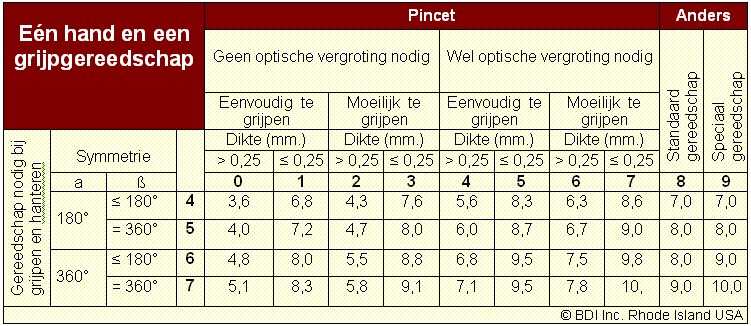 Eén hand en een grijpgereedschap
Pincet Anders
Geen optische vergroting nodig Wel optische vergroting nodig Standaard gereedschap Speciaal gereedschap
Eenvoudig te grijpen Moeilijk te grijpen Eenvoudig te grijpen Moeilijk te grijpen
Gereedschap nodig bij grijpen en hanteren
Symmetrie Dikte (mm.) Dikte (mm.) Dikte (mm.) Dikte (mm.)
> 0,25 ≤ 0,25 > 0,25 ≤ 0,25 > 0,25 ≤ 0,25 > 0,25 ≤ 0,25
a ß 0 1 2 3 4 5 6 7 8 9
180° ≤ 180° 4 3,6 6,8 4,3 7,6 5,6 8,3 6,3 8,6 7,0 7,0
= 360° 5 4,0 7,2 4,7 8,0 6,0 8,7 6,7 9,0 8,0 8,0
360° ≤ 180° 6 4,8 8,0 5,5 8,8 6,8 9,5 7,5 9,8 8,0 9,0
= 360° 7 5,1 8,3 5,8 9,1 7,1 9,5 7,8 10, 9,0 10,0
© BDI Inc. Rhode Island USA